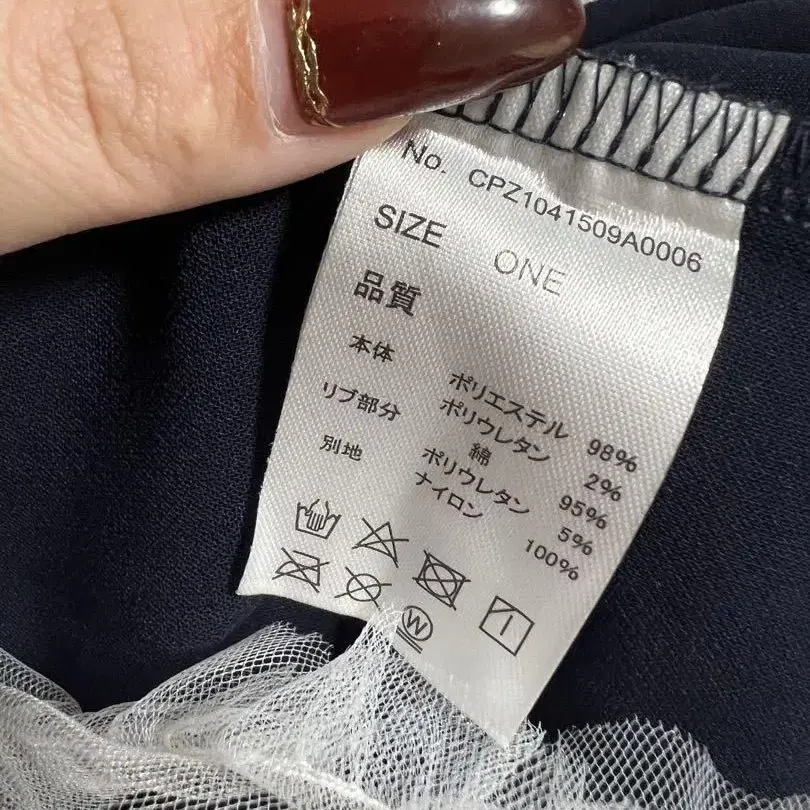 No. CPZ1041509A0006
SIZE ONE
品質
本体 ポリエステル 98%
ポリウレタン 2%
リブ部分 綿 95%
ポリウレタン 5%
別地 ナイロン 100%
W